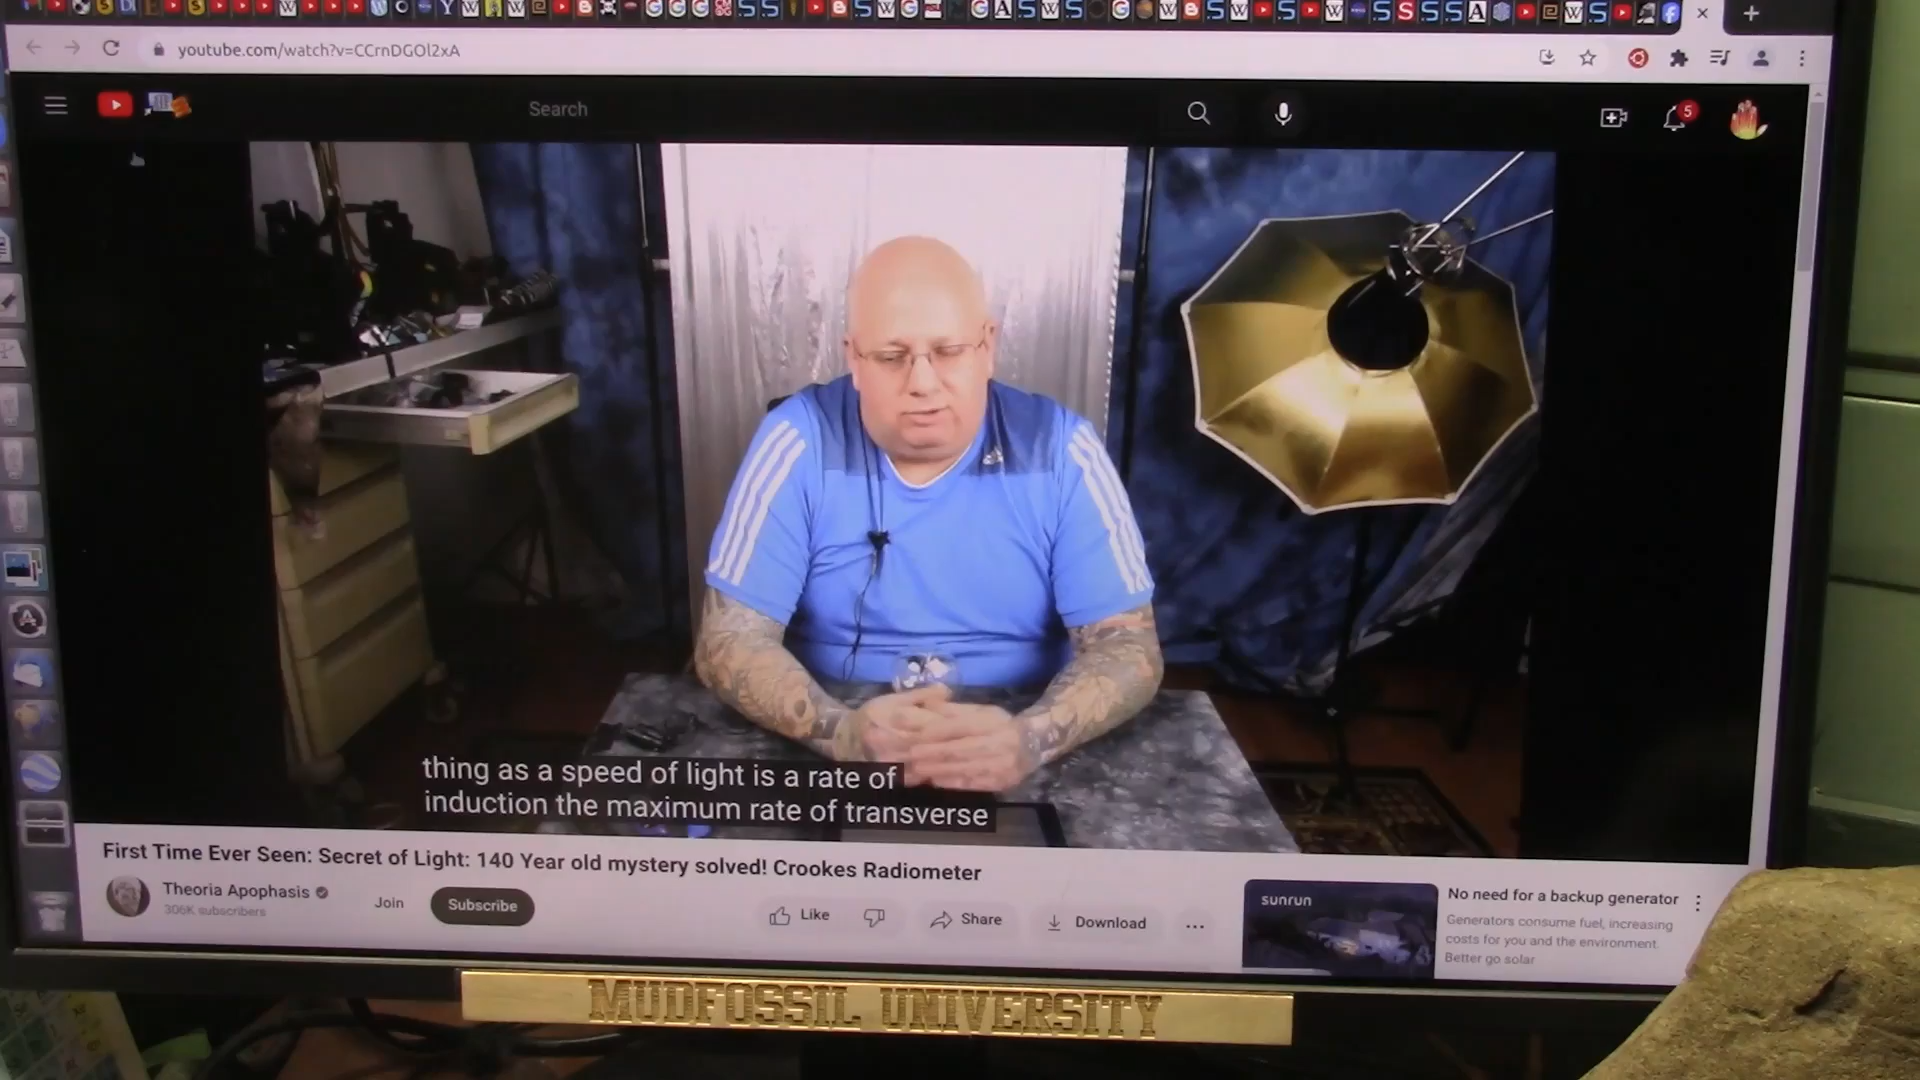 youtube.com/watch?v=CCrnDGOl2xA
Search
5
thing as a speed of light is a rate of
induction the maximum rate of transverse
First Time Ever Seen: Secret of Light: 140 Year old mystery solved! Crookes Radiometer
Theoria Apophasis
306K subscribers
Join
Subscribe
Like
Share
Download
sunrun
No need for a backup generator
Generators consume fuel, increasing
costs for you and the environment.
Better go solar
MUDFOSSIL UNIVERSITY